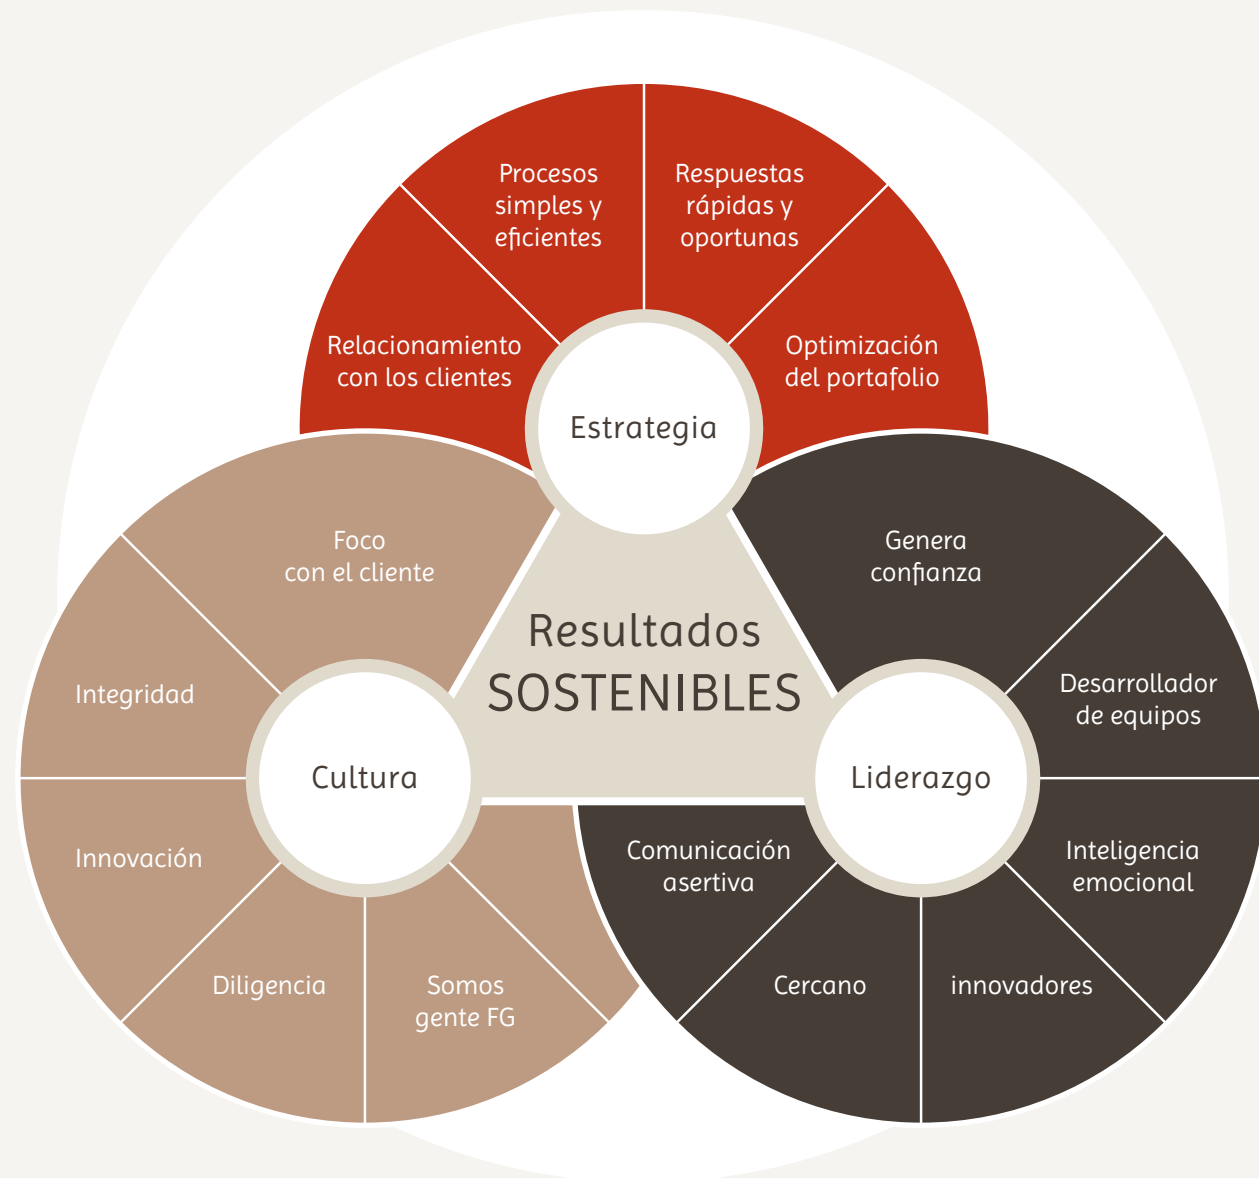 Procesos
simples y
eficientes
Respuestas
rápidas y
oportunas
Relacionamiento
con los clientes
Optimización
del portafolio
Estrategia
Foco
con el cliente
Genera
confianza
Resultados
SOSTENIBLES
Integridad
Desarrollador
de equipos
Cultura
Liderazgo
Innovación
Comunicación
asertiva
Inteligencia
emocional
Diligencia
Somos
gente FG
Cercano
innovadores